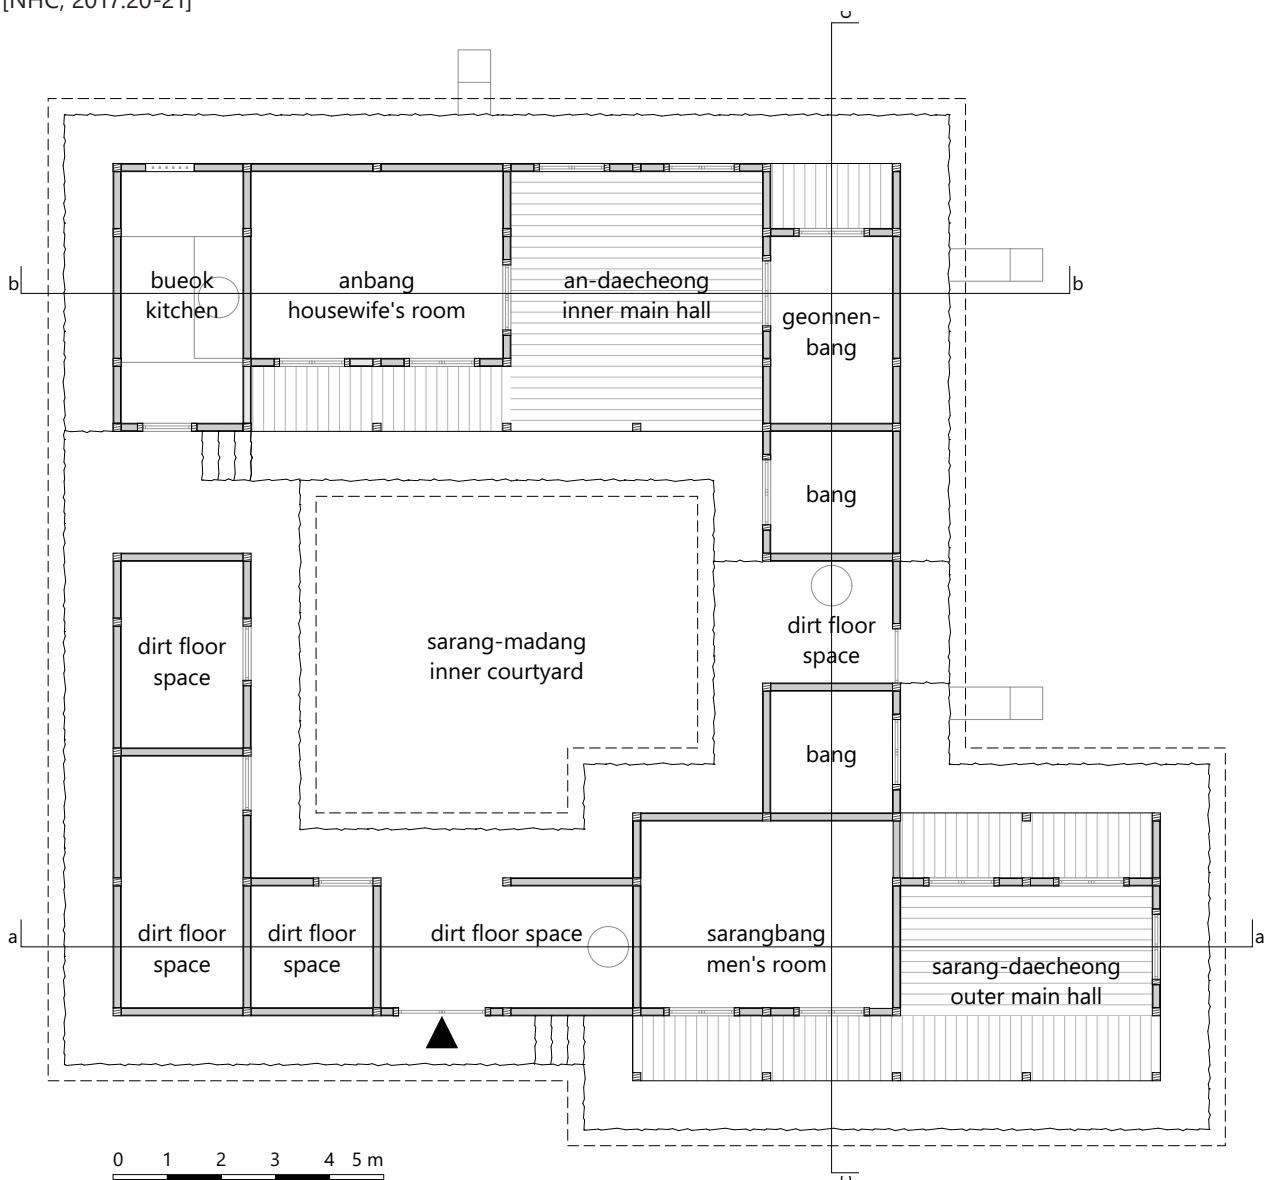 [NHC, 2017:20-21]
c
b
bueok
kitchen
anbang
housewife's room
an-daecheong
inner main hall
b
geonnen-
bang
bang
dirt floor
space
sarang-madang
inner courtyard
dirt floor
space
bang
a
dirt floor
space
dirt floor
space
dirt floor space
sarangbang
men's room
sarang-daecheong
outer main hall
a
0 1 2 3 4 5 m
c